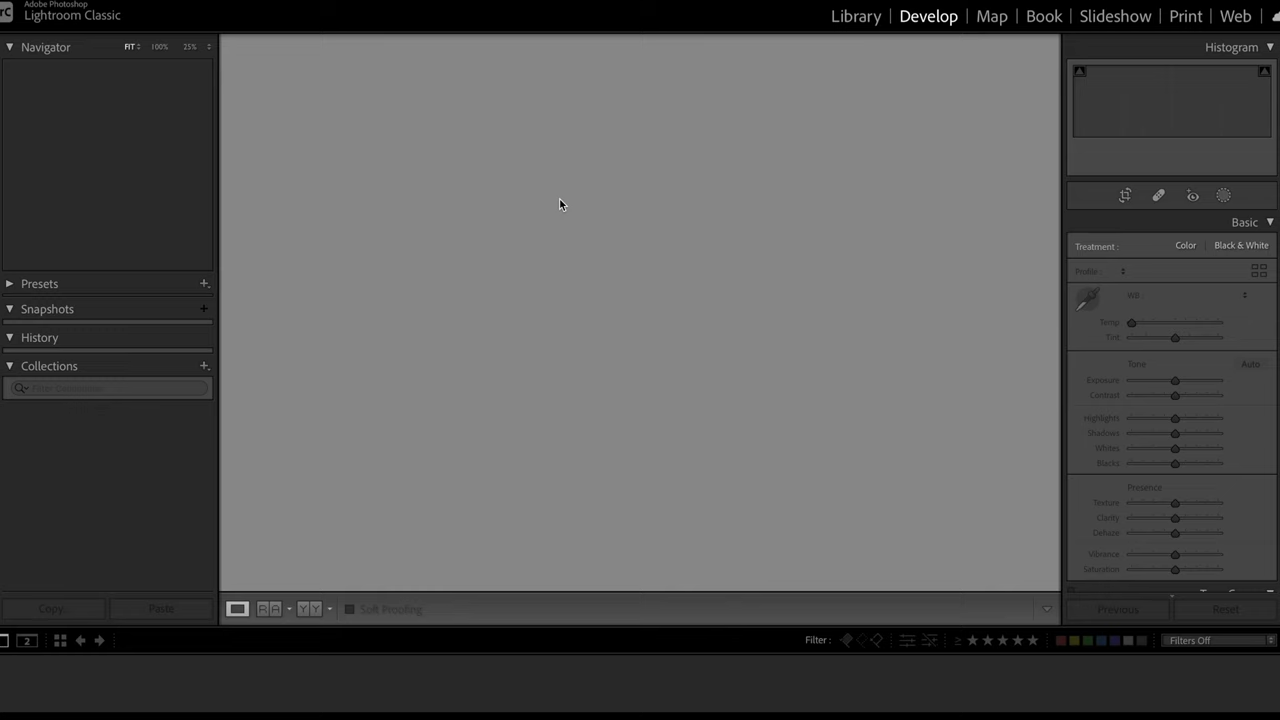 Adobe Photoshop
Lightroom Classic
Library | Develop | Map | Book | Slideshow | Print | Web
Navigator FIT 100% 25%
Presets
Snapshots
History
Collections
Filter Collections
Copy... Paste
Histogram
Basic
Treatment : Color Black & White
Profile :
WB
Temp
Tint
Tone Auto
Exposure
Contrast
Highlights
Shadows
Whites
Blacks
Presence
Texture
Clarity
Dehaze
Vibrance
Saturation
Previous Reset
R A Y Y Soft Proofing
2 Filter : ≥ ★★★★★ Filters Off